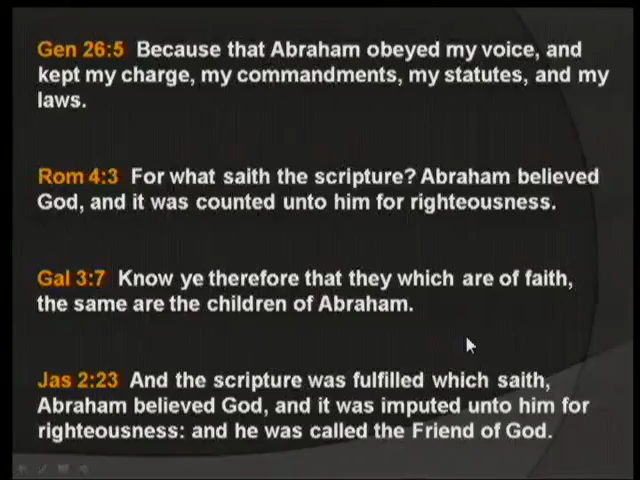 Gen 26:5 Because that Abraham obeyed my voice, and
kept my charge, my commandments, my statutes, and my
laws.
Rom 4:3 For what saith the scripture? Abraham believed
God, and it was counted unto him for righteousness.
Gal 3:7 Know ye therefore that they which are of faith,
the same are the children of Abraham.
Jas 2:23 And the scripture was fulfilled which saith,
Abraham believed God, and it was imputed unto him for
righteousness: and he was called the Friend of God.